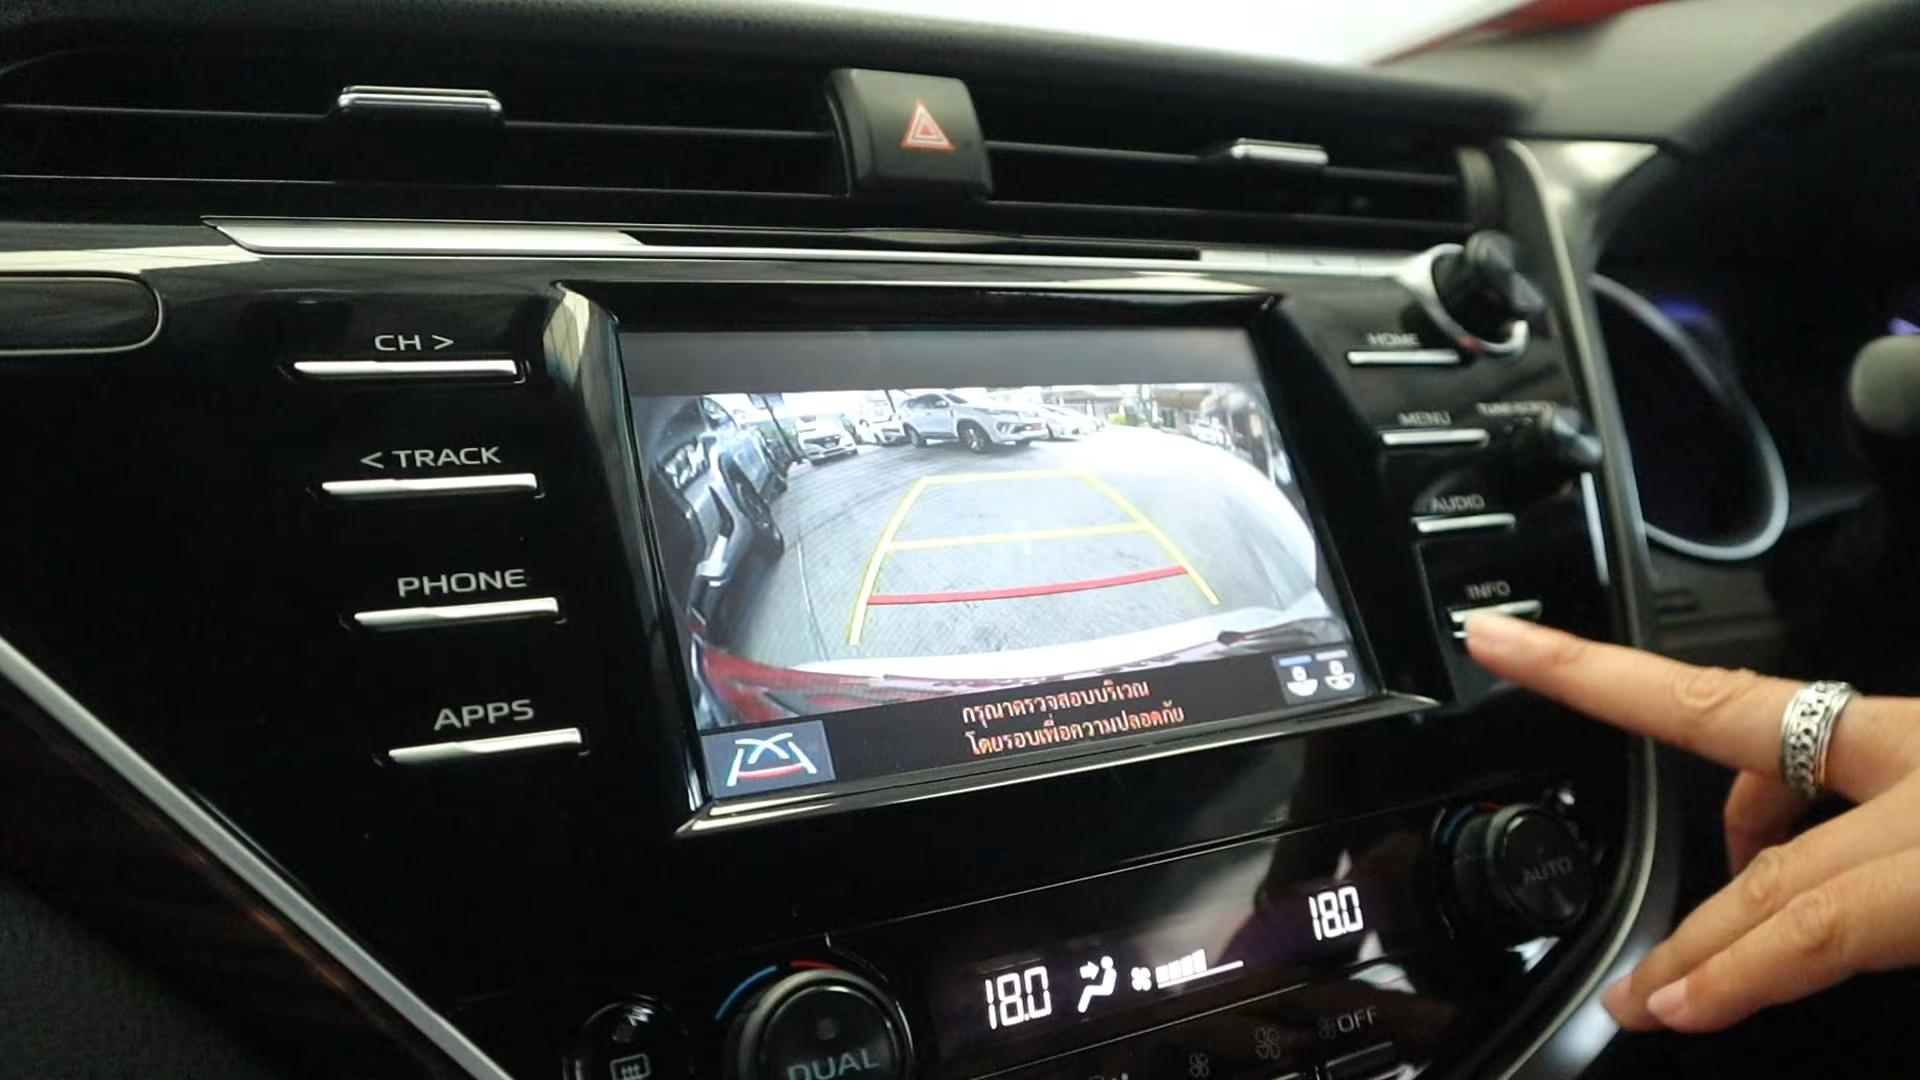 CH >
< TRACK
PHONE
APPS
HOME
MENU
AUDIO
INFO
กรุณาตรวจสอบบริเวณ
โดยรอบเพื่อความปลอดภัย
18.0
18.0
AUTO
DUAL
OFF